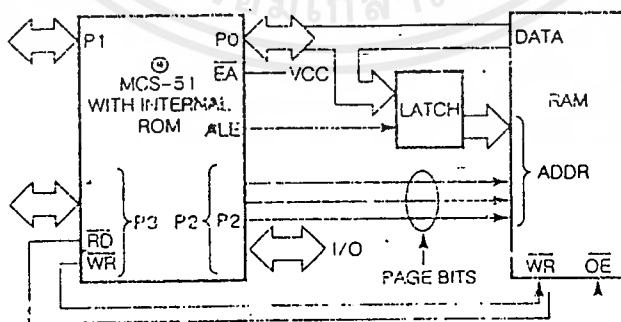 P1
P0
DATA
MCS-51
WITH INTERNAL
ROM
EA
VCC
LATCH
RAM
ALE
ADDR
P3
P2
P2
RD
WR
I/O
PAGE BITS
WR
OE